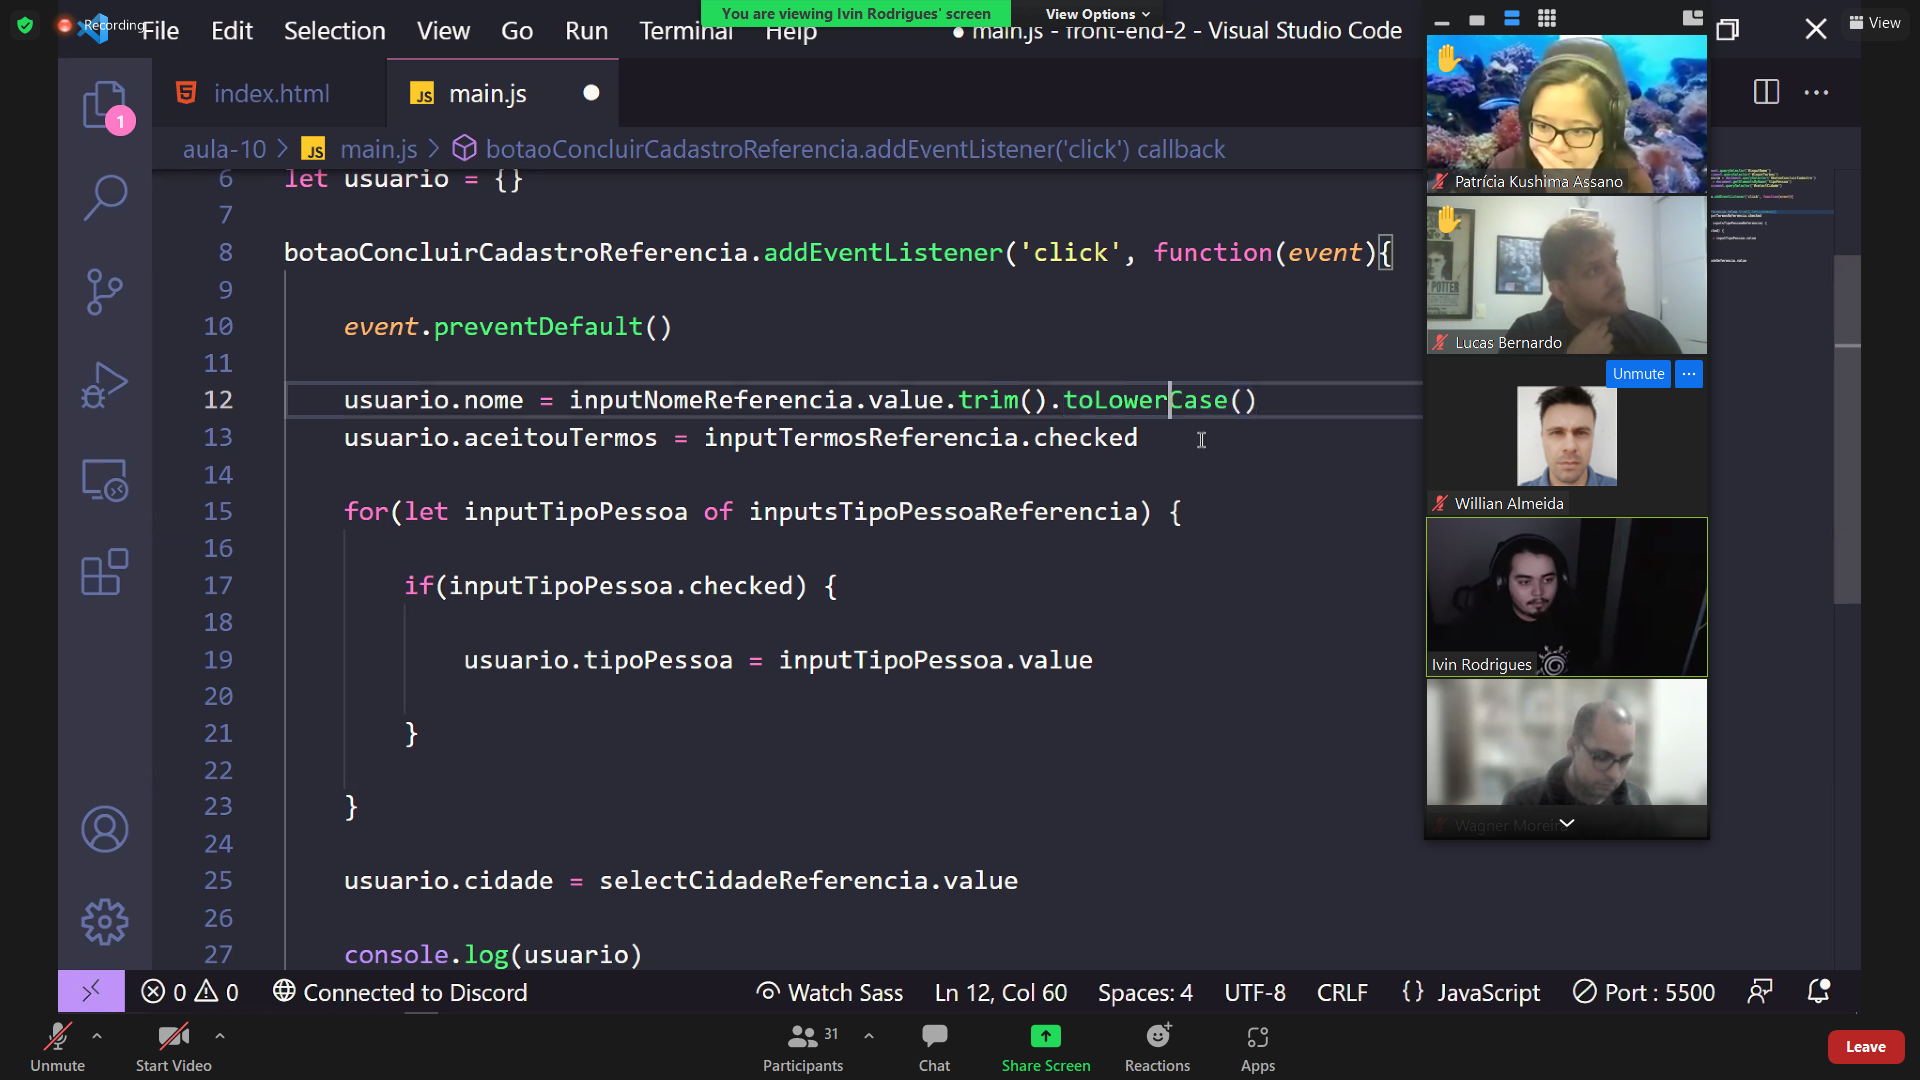 Recording
You are viewing Ivin Rodrigues' screen
View Options
View
File Edit Selection View Go Run Terminal Help
● main.js - front-end-2 - Visual Studio Code
index.html
JS main.js
1
aula-10 > JS main.js > botaoConcluirCadastroReferencia.addEventListener('click') callback
6 let usuario = {}
7
8 botaoConcluirCadastroReferencia.addEventListener('click', function(event){
9
10 event.preventDefault()
11
12 usuario.nome = inputNomeReferencia.value.trim().toLowerCase()
13 usuario.aceitouTermos = inputTermosReferencia.checked
14
15 for(let inputTipoPessoa of inputsTipoPessoaReferencia) {
16
17 if(inputTipoPessoa.checked) {
18
19 usuario.tipoPessoa = inputTipoPessoa.value
20
21 }
22
23 }
24
25 usuario.cidade = selectCidadeReferencia.value
26
27 console.log(usuario)
Patrícia Kushima Assano
Lucas Bernardo
Unmute ...
Willian Almeida
Ivin Rodrigues
Wagner Moreira
0 0 Connected to Discord
Watch Sass Ln 12, Col 60 Spaces: 4 UTF-8 CRLF {} JavaScript Port : 5500
Unmute
Start Video
Participants 31
Chat
Share Screen
Reactions
Apps
Leave